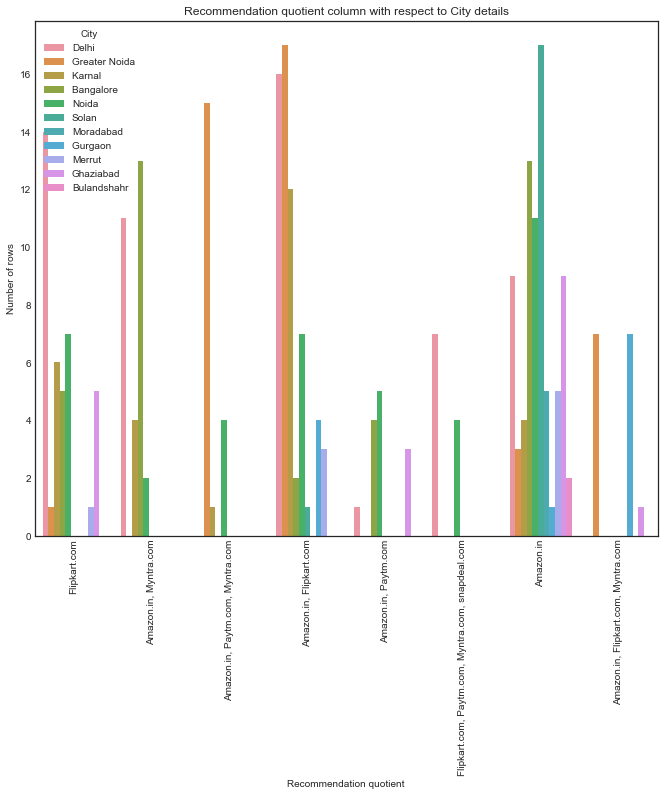 Recommendation quotient column with respect to City details
City
Delhi
Greater Noida
Karnal
Bangalore
Noida
Solan
Moradabad
Gurgaon
Merrut
Ghaziabad
Bulandshahr
Number of rows
16
14
12
10
8
6
4
2
0
Flipkart.com
Amazon.in, Myntra.com
Amazon.in, Paytm.com, Myntra.com
Amazon.in, Flipkart.com
Amazon.in, Paytm.com
Flipkart.com, Paytm.com, Myntra.com, snapdeal.com
Amazon.in
Amazon.in, Flipkart.com, Myntra.com
Recommendation quotient